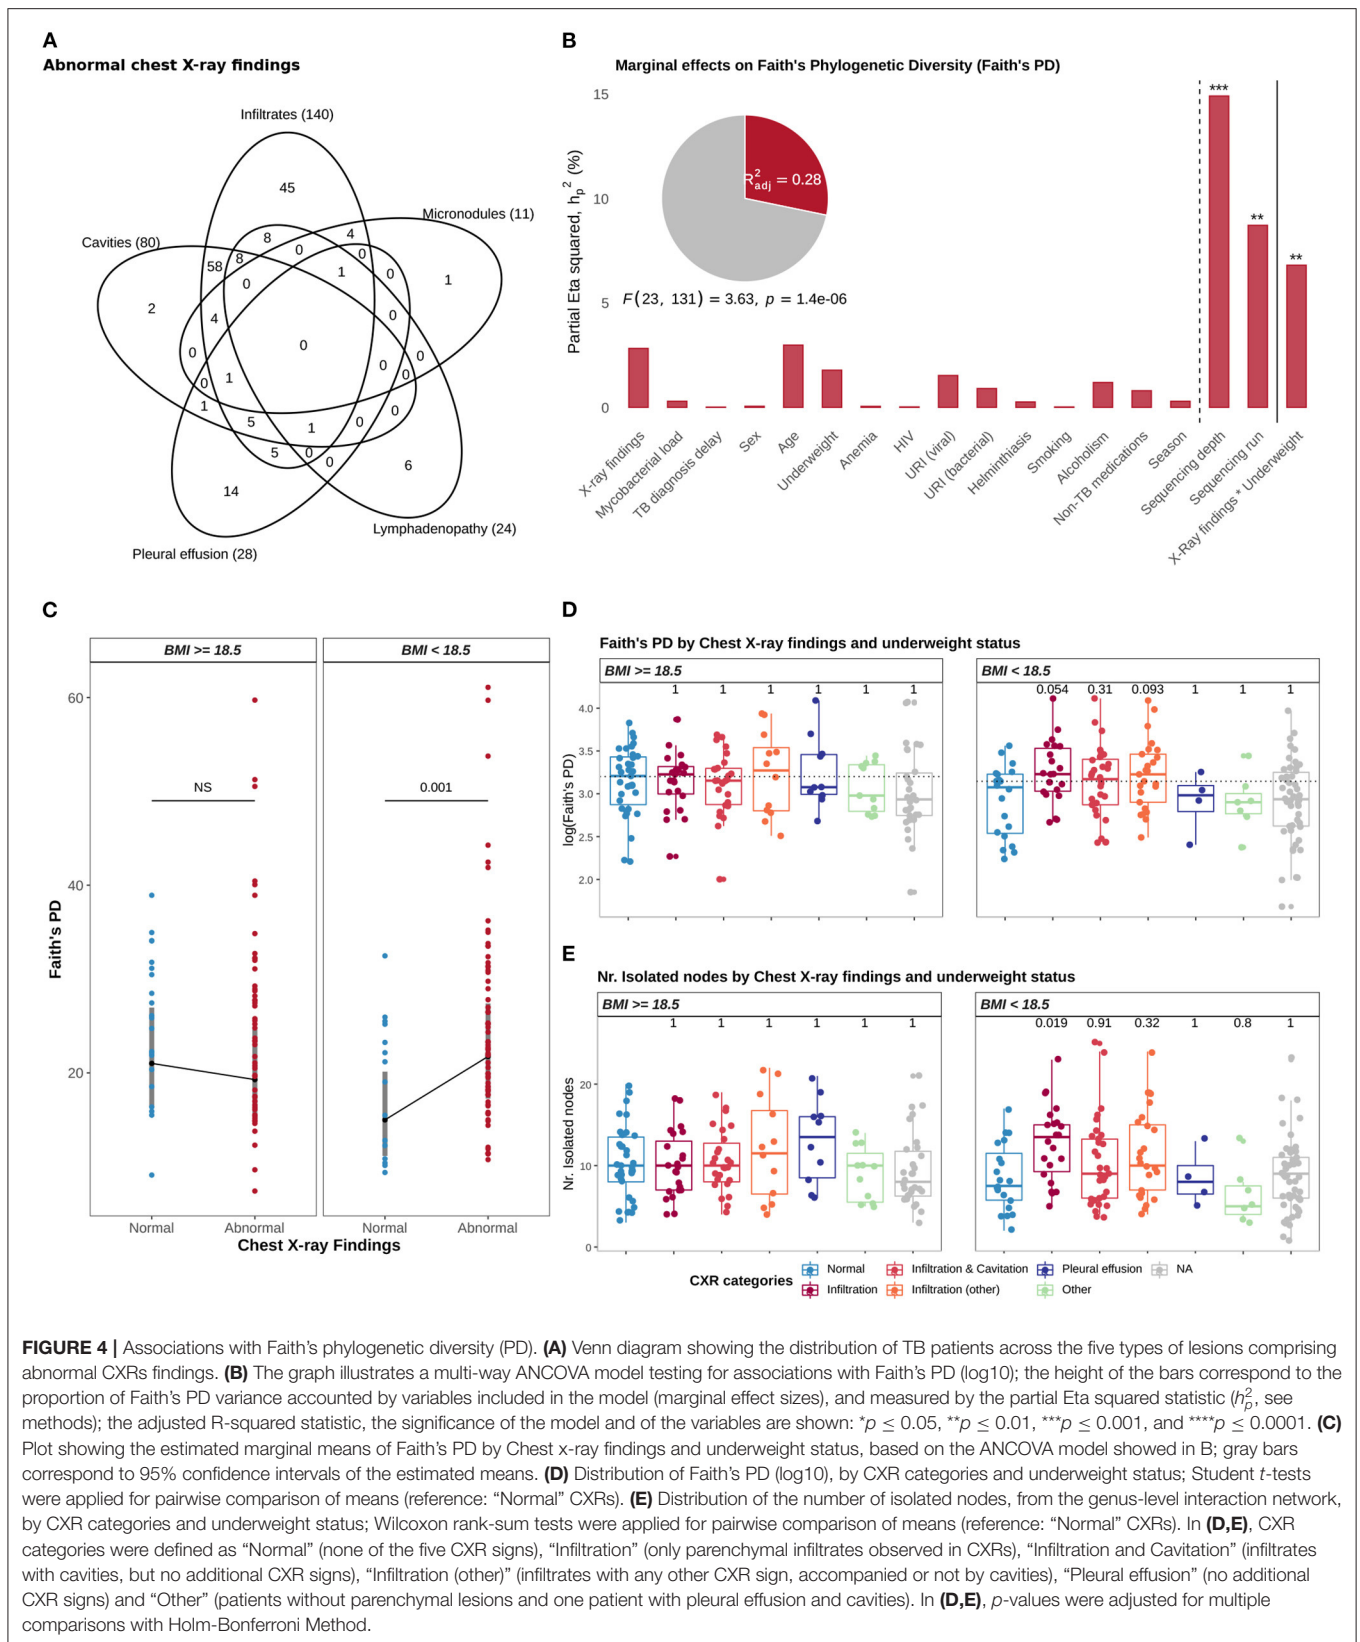 A
Abnormal chest X-ray findings
Infiltrates (140)
45
Micronodules (11)
Cavities (80)
8
4
0
0
58
8
0
1
0
1
2
4
0
0
0
0
0
0
0
1
1
0
5
1
0
5
0
0
6
14
Lymphadenopathy (24)
Pleural effusion (28)
B
Marginal effects on Faith's Phylogenetic Diversity (Faith's PD)
Partial Eta squared, h_p^2 (%)
15
10
5
0
R^2_adj = 0.28
F(23, 131) = 3.63, p = 1.4e-06
***
**
**
X-ray findings
Mycobacterial load
TB diagnosis delay
Sex
Age
Underweight
Anemia
HIV
URI (viral)
URI (bacterial)
Helminthiasis
Smoking
Alcoholism
Non-TB medications
Season
Sequencing depth
Sequencing run
X-Ray findings * Underweight
C
BMI >= 18.5
BMI < 18.5
Faith's PD
60
40
20
NS
0.001
Normal
Abnormal
Normal
Abnormal
Chest X-ray Findings
D
Faith's PD by Chest X-ray findings and underweight status
BMI >= 18.5
BMI < 18.5
1 1 1 1 1 1
0.054 0.31 0.093 1 1 1
log(Faith's PD)
4.0
3.5
3.0
2.5
2.0
E
Nr. Isolated nodes by Chest X-ray findings and underweight status
BMI >= 18.5
BMI < 18.5
1 1 1 1 1 1
0.019 0.91 0.32 1 0.8 1
Nr. Isolated nodes
20
10
0
CXR categories
Normal
Infiltration & Cavitation
Pleural effusion
NA
Infiltration
Infiltration (other)
Other
FIGURE 4 | Associations with Faith's phylogenetic diversity (PD). (A) Venn diagram showing the distribution of TB patients across the five types of lesions comprising
abnormal CXRs findings. (B) The graph illustrates a multi-way ANCOVA model testing for associations with Faith's PD (log10); the height of the bars correspond to the
proportion of Faith's PD variance accounted by variables included in the model (marginal effect sizes), and measured by the partial Eta squared statistic (h_p^2, see
methods); the adjusted R-squared statistic, the significance of the model and of the variables are shown: *p ≤ 0.05, **p ≤ 0.01, ***p ≤ 0.001, and ****p ≤ 0.0001. (C)
Plot showing the estimated marginal means of Faith's PD by Chest x-ray findings and underweight status, based on the ANCOVA model showed in B; gray bars
correspond to 95% confidence intervals of the estimated means. (D) Distribution of Faith's PD (log10), by CXR categories and underweight status; Student t-tests
were applied for pairwise comparison of means (reference: “Normal” CXRs). (E) Distribution of the number of isolated nodes, from the genus-level interaction network,
by CXR categories and underweight status; Wilcoxon rank-sum tests were applied for pairwise comparison of means (reference: “Normal” CXRs). In (D,E), CXR
categories were defined as “Normal” (none of the five CXR signs), “Infiltration” (only parenchymal infiltrates observed in CXRs), “Infiltration and Cavitation” (infiltrates
with cavities, but no additional CXR signs), “Infiltration (other)” (infiltrates with any other CXR sign, accompanied or not by cavities), “Pleural effusion” (no additional
CXR signs) and “Other” (patients without parenchymal lesions and one patient with pleural effusion and cavities). In (D,E), p-values were adjusted for multiple
comparisons with Holm-Bonferroni Method.